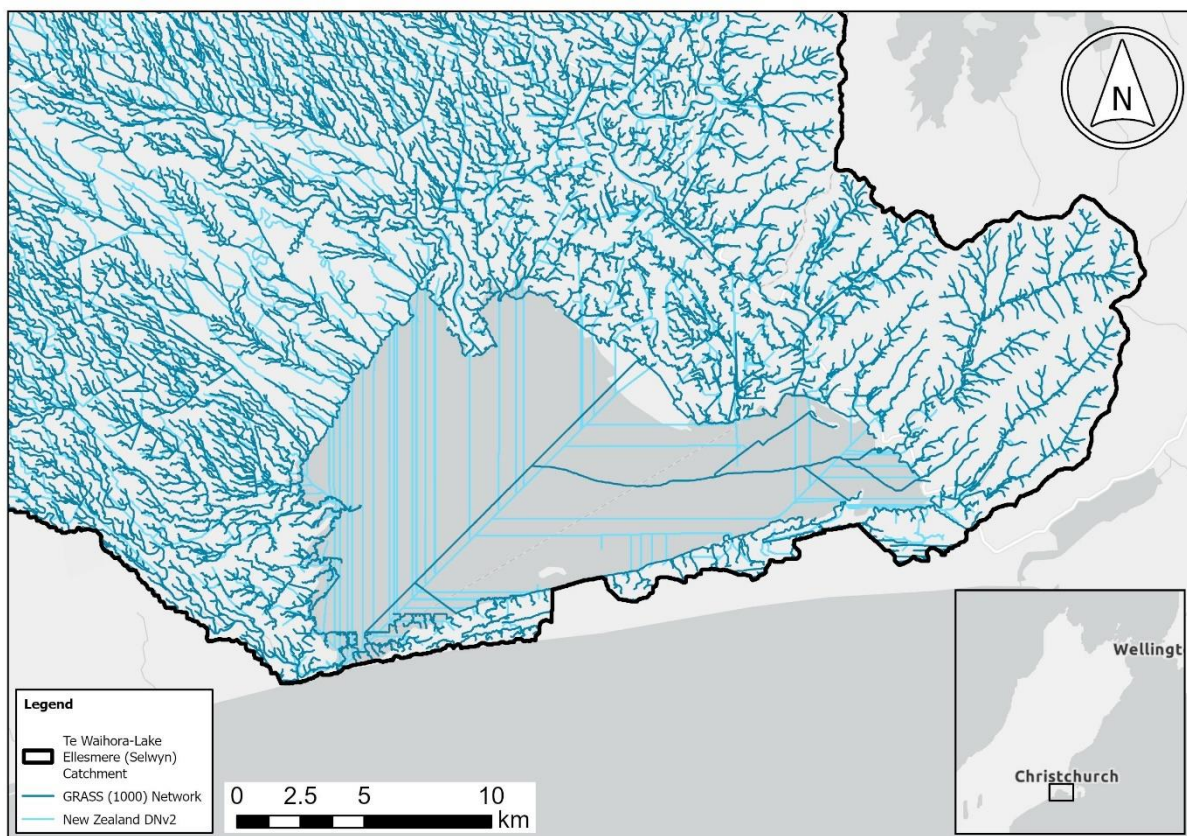 N
Wellingt
Christchurch
Legend
Te Waihora-Lake
Ellesmere (Selwyn)
Catchment
GRASS (1000) Network
New Zealand DNv2
0 2.5 5 10
km